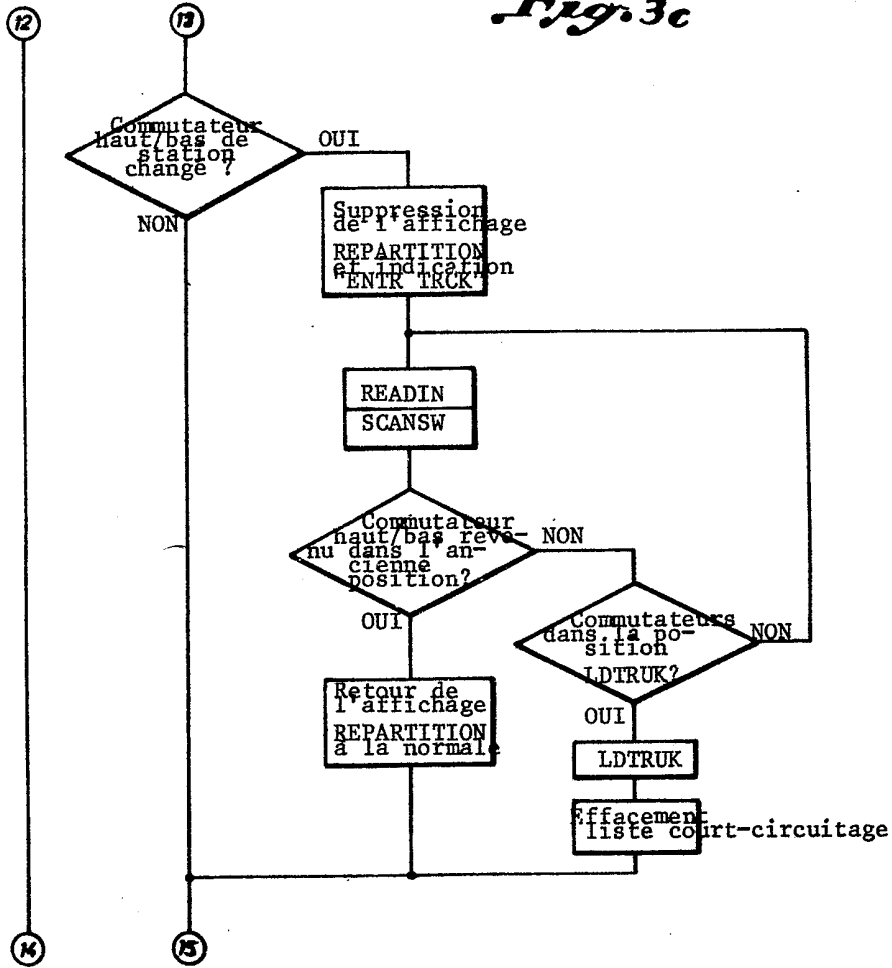 Fig. 3c
12
13
Commutateur
haut/bas de
station
changé ?
OUI
NON
Suppression
de l'affichage
REPARTITION
et indication
"ENTR TRCK"
READIN
SCANSW
Commutateur
haut/bas reve-
nu dans l'an-
cienne
position?
NON
OUI
Commutateurs
dans la po-
sition
LDTRUK?
NON
OUI
Retour de
l'affichage
REPARTITION
à la normale
LDTRUK
Effacement
liste court-circuitage
14
15